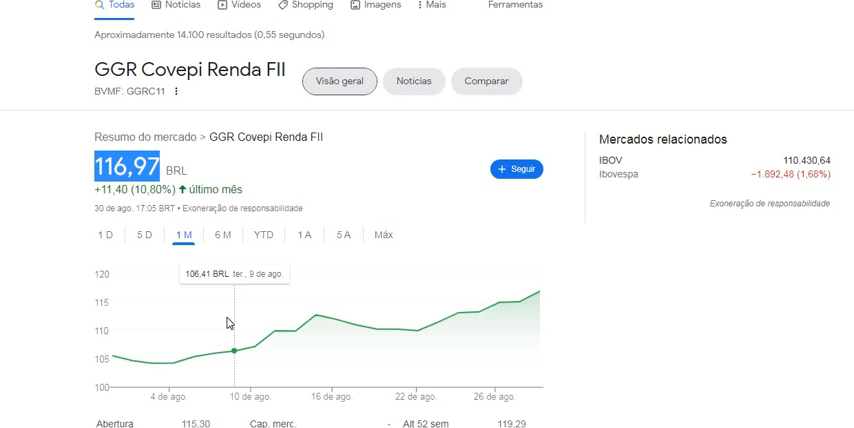 Todas Notícias Vídeos Shopping Imagens Mais Ferramentas
Aproximadamente 14.100 resultados (0,55 segundos)
GGR Covepi Renda FII
BVMF: GGRC11
Visão geral Notícias Comparar
Resumo do mercado > GGR Covepi Renda FII
116,97 BRL
+ Seguir
+11,40 (10,80%) ↑ último mês
30 de ago. 17:05 BRT • Exoneração de responsabilidade
1 D 5 D 1 M 6 M YTD 1 A 5 A Máx
106,41 BRL ter., 9 de ago.
120
115
110
105
100
4 de ago. 10 de ago. 16 de ago. 22 de ago. 26 de ago.
Abertura 115,30 Cap. merc. - Alt 52 sem 119,29
Mercados relacionados
IBOV 110.430,64
Ibovespa −1.892,48 (1,68%)
Exoneração de responsabilidade